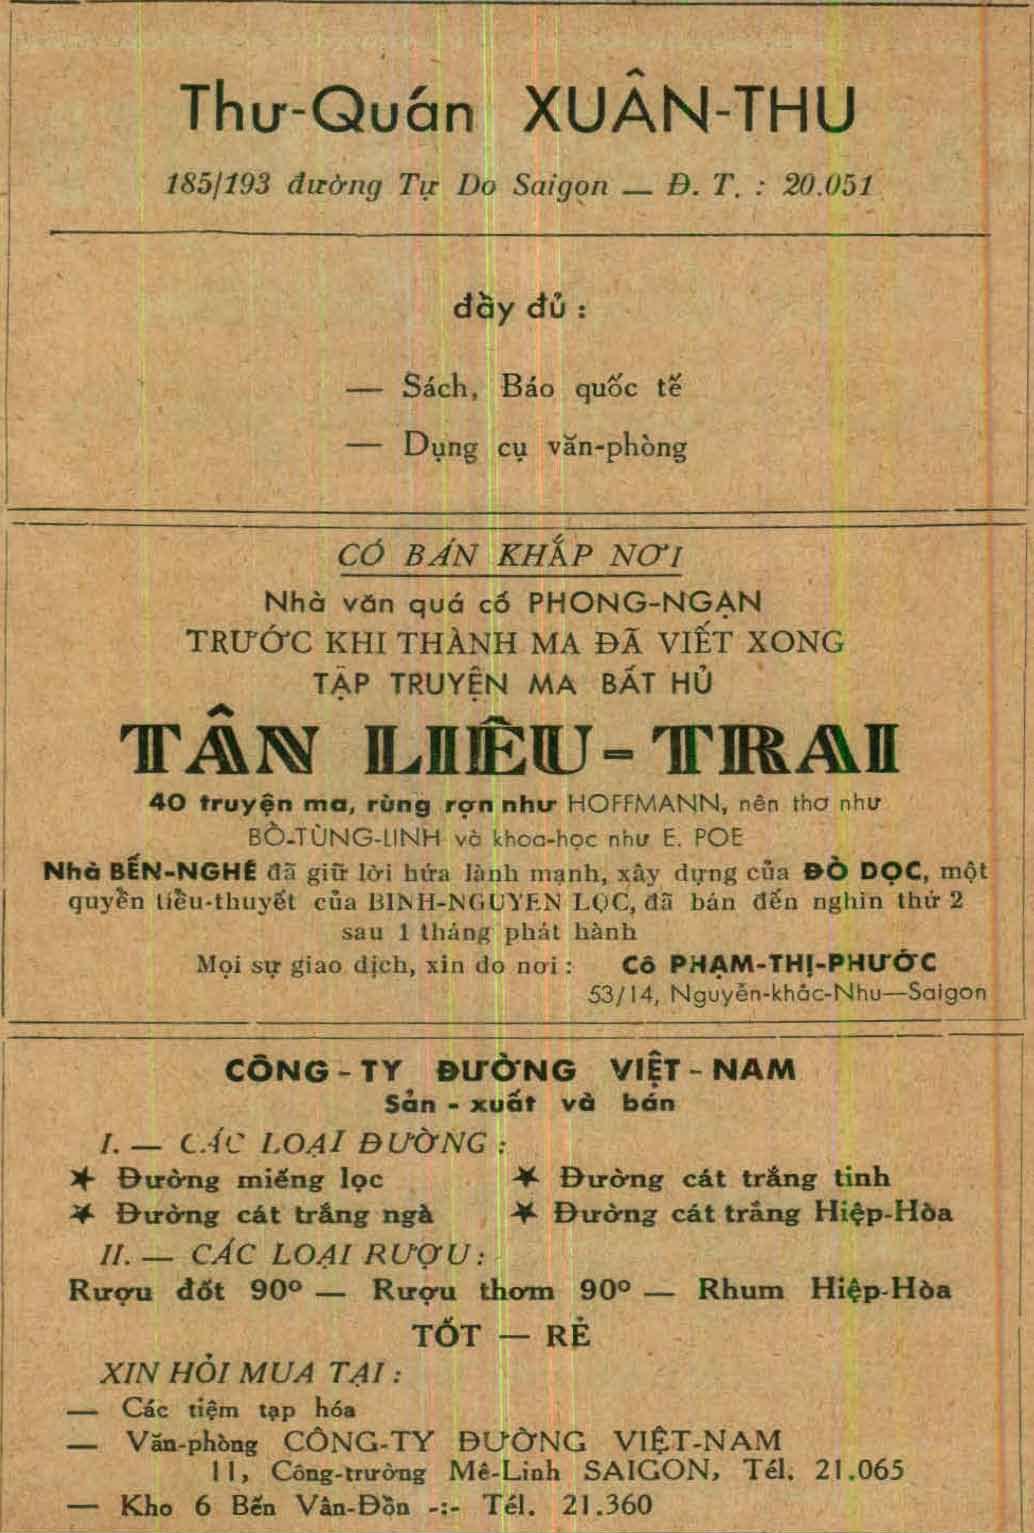 Thư-Quán XUÂN-THU
185/193 đường Tự Do Saigon — Đ. T. : 20.051
đầy đủ :
— Sách, Báo quốc tế
— Dụng cụ văn-phòng
CÓ BÁN KHẮP NƠI
Nhà văn quá cố PHONG-NGẠN
TRƯỚC KHI THÀNH MA ĐÃ VIẾT XONG
TẬP TRUYỆN MA BẤT HỦ
TÂN LIÊU-TRAI
40 truyện ma, rùng rợn như HOFFMANN, nên thơ như
BỒ-TÙNG-LINH và khoa-học như E. POE
Nhà BẾN-NGHÉ đã giữ lời hứa lành mạnh, xây dựng của ĐÒ DỌC, một
quyển tiểu-thuyết của BÌNH-NGUYÊN LỘC, đã bán đến nghìn thứ 2
sau 1 tháng phát hành
Mọi sự giao dịch, xin do nơi : Cô PHẠM-THỊ-PHƯỚC
53/14, Nguyễn-khắc-Nhu—Saigon
CÔNG-TY ĐƯỜNG VIỆT-NAM
Sản-xuất và bán
I. — CÁC LOẠI ĐƯỜNG :
★ Đường miếng lọc ★ Đường cát trắng tinh
★ Đường cát trắng ngà ★ Đường cát trắng Hiệp-Hòa
II. — CÁC LOẠI RƯỢU :
Rượu đốt 90° — Rượu thơm 90° — Rhum Hiệp-Hòa
TỐT — RẺ
XIN HỎI MUA TẠI :
— Các tiệm tạp hóa
— Văn-phòng CÔNG-TY ĐƯỜNG VIỆT-NAM
11, Công-trường Mê-Linh SAIGON, Tél. 21.065
— Kho 6 Bến Vân-Đồn -:- Tél. 21.360